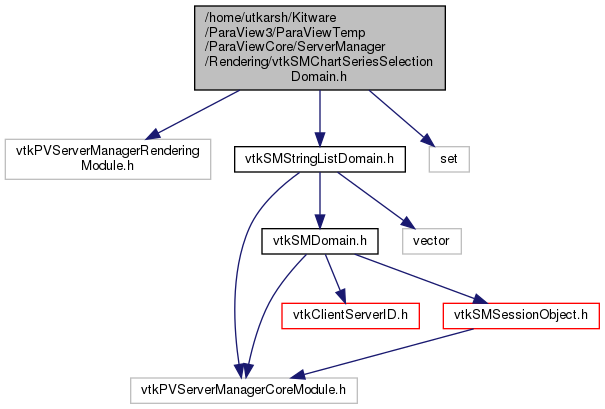 /home/utkarsh/Kitware
/ParaView3/ParaViewTemp
/ParaViewCore/ServerManager
/Rendering/vtkSMChartSeriesSelection
Domain.h
vtkPVServerManagerRendering
Module.h
vtkSMStringListDomain.h
set
vtkSMDomain.h
vector
vtkClientServerID.h
vtkSMSessionObject.h
vtkPVServerManagerCoreModule.h